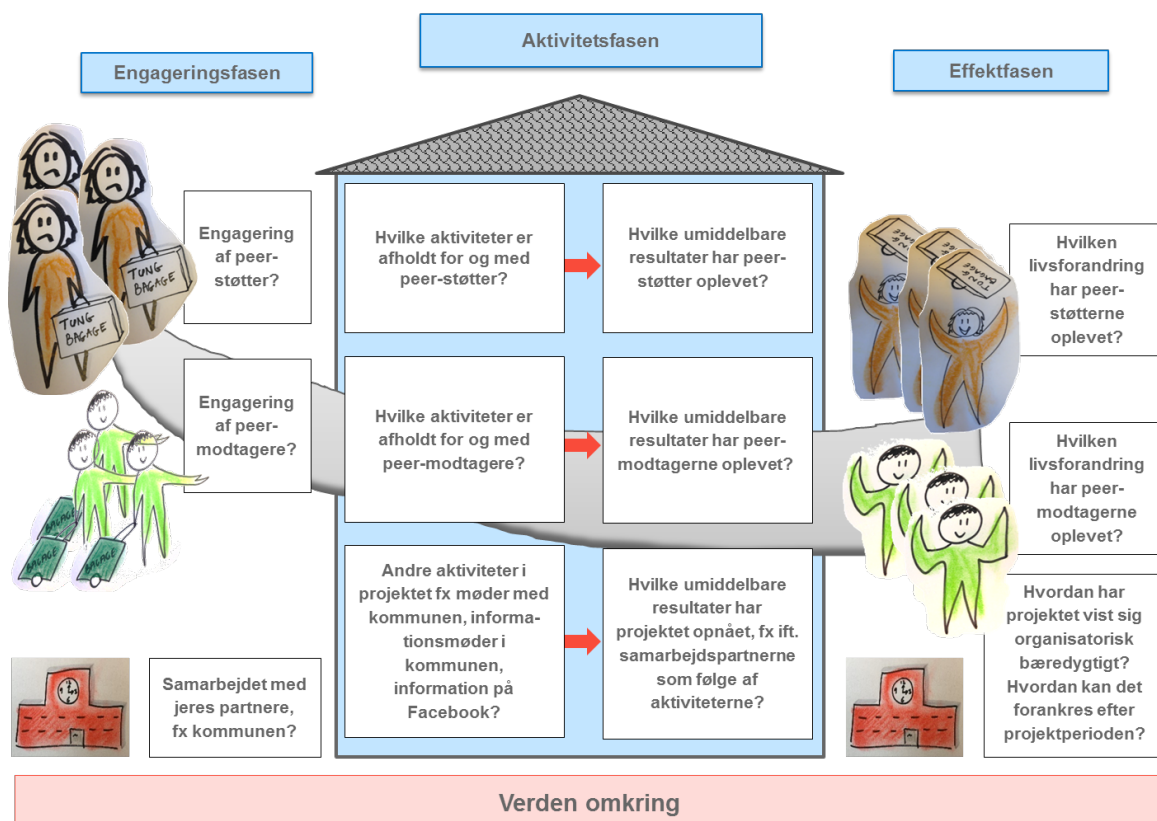 Aktivitetsfasen
Engageringsfasen
Effektfasen
TUNG
BAGAGE
TUNG
BAGAGE
Engagering
af peer-
støtter?
Hvilke aktiviteter er
afholdt for og med
peer-støtter?
Hvilke umiddelbare
resultater har peer-
støtter oplevet?
TUNG
BAGAGE
Hvilken
livsforandring
har peer-
støtterne
oplevet?
Engagering
af peer-
modtagere?
Hvilke aktiviteter er
afholdt for og med
peer-modtagere?
Hvilke umiddelbare
resultater har peer-
modtagerne oplevet?
Hvilken
livsforandring
har peer-
modtagerne
oplevet?
BAGAGE
BAGAGE
BAGAGE
Samarbejdet med
jeres partnere,
fx kommunen?
Andre aktiviteter i
projektet fx møder med
kommunen, informa-
tionsmøder i
kommunen,
information på
Facebook?
Hvilke umiddelbare
resultater har
projektet opnået, fx ift.
samarbejdspartnerne
som følge af
aktiviteterne?
Hvordan har
projektet vist sig
organisatorisk
bæredygtigt?
Hvordan kan det
forankres efter
projektperioden?
Verden omkring